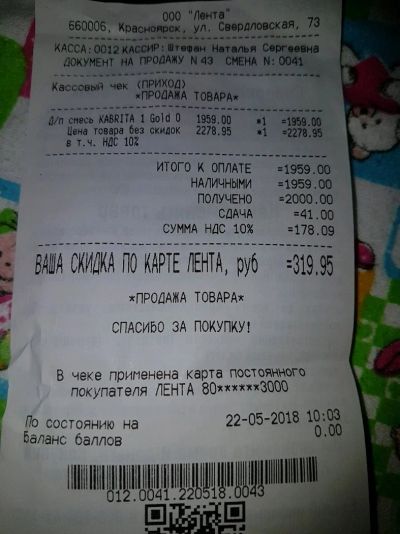 ООО "Лента"
660006, Красноярск, ул. Свердловская, 73
КАССА:0012 КАССИР:Штефан Наталья Сергеевна
ДОКУМЕНТ НА ПРОДАЖУ N 43 СМЕНА N:0041
Кассовый чек (ПРИХОД)
*ПРОДАЖА ТОВАРА*
Д/п смесь KABRITA 1 Gold 0 1959.00 *1 =1959.00
Цена товара без скидок 2278.95 *1 =2278.95
в т.ч. НДС 10%
ИТОГО К ОПЛАТЕ =1959.00
НАЛИЧНЫМИ =1959.00
ПОЛУЧЕНО =2000.00
СДАЧА =41.00
СУММА НДС 10% =178.09
ВАША СКИДКА ПО КАРТЕ ЛЕНТА, руб =319.95
*ПРОДАЖА ТОВАРА*
СПАСИБО ЗА ПОКУПКУ!
В чеке применена карта постоянного
покупателя ЛЕНТА 80******3000
По состоянию на 22-05-2018 10:03
Баланс баллов 0.00
012.0041.220518.0043